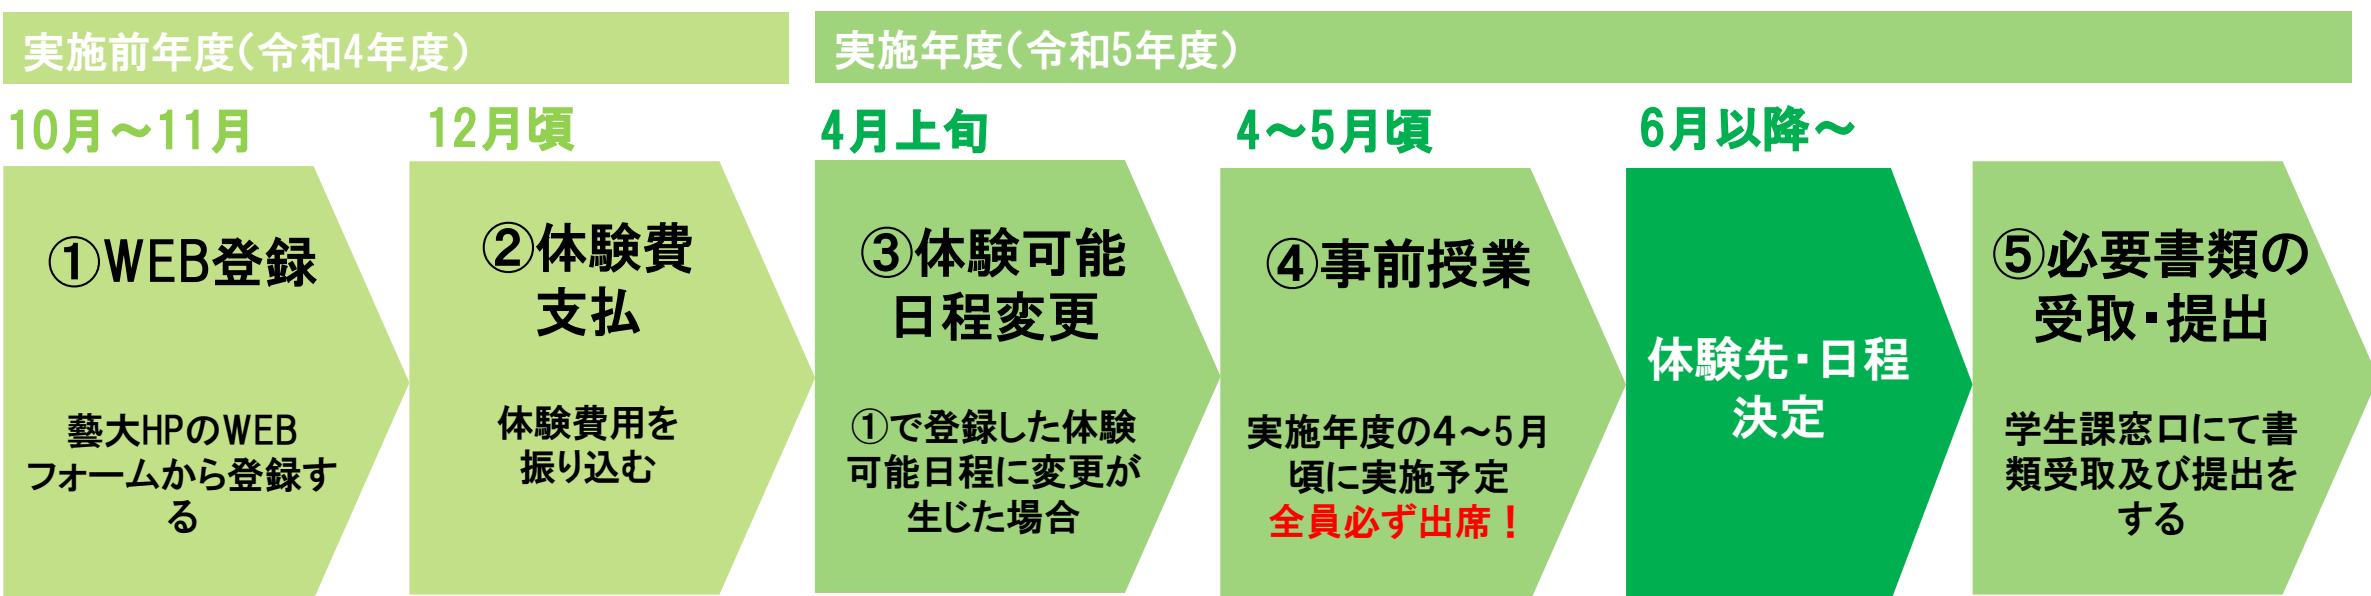 実施前年度(令和4年度)
実施年度(令和5年度)
10月～11月
12月頃
4月上旬
4～5月頃
6月以降～
①WEB登録
藝大HPのWEB
フォームから登録す
る
②体験費
支払
体験費用を
振り込む
③体験可能
日程変更
①で登録した体験
可能日程に変更が
生じた場合
④事前授業
実施年度の4～5月
頃に実施予定
全員必ず出席！
体験先・日程
決定
⑤必要書類の
受取・提出
学生課窓口にて書
類受取及び提出を
する